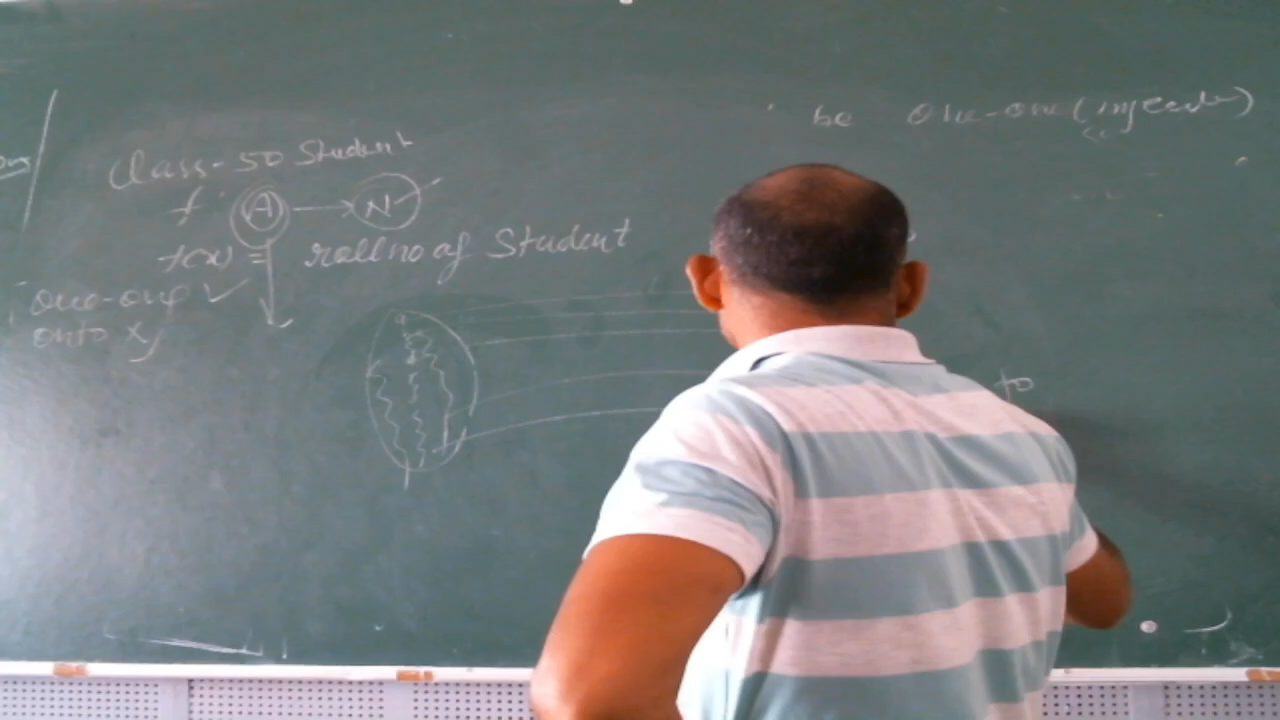 be one-one (injective)
Class-50 Student
f : A → N
f(x) = roll no of Student
one-one ✓
onto x
to